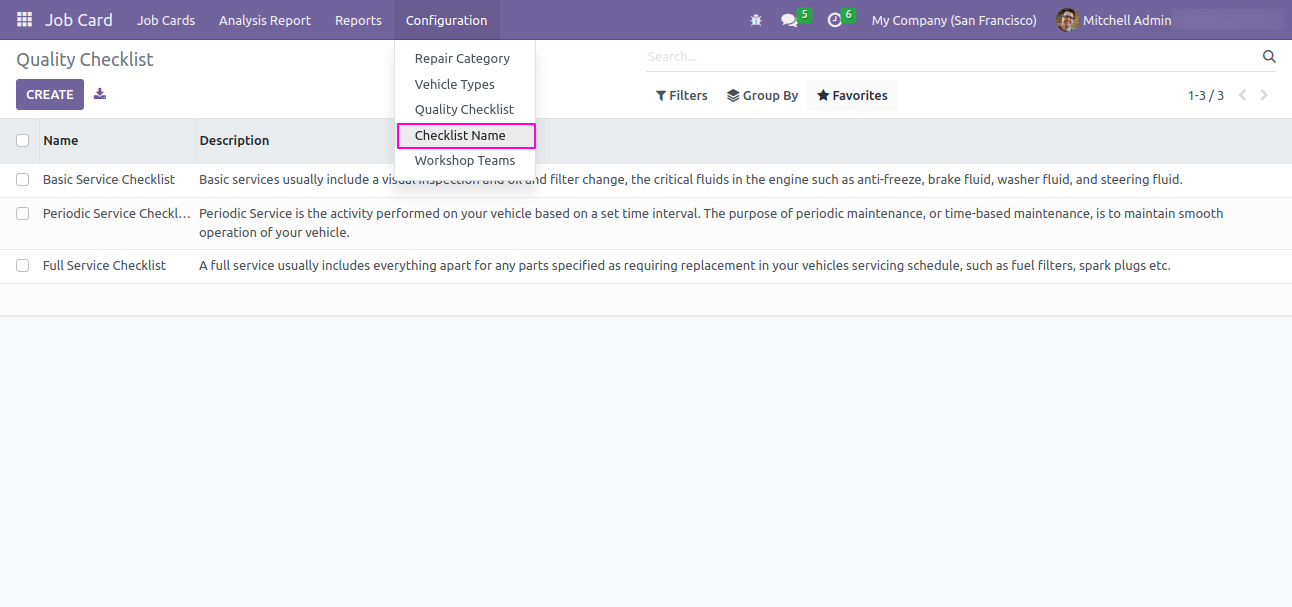 Job Card Job Cards Analysis Report Reports Configuration 5 6 My Company (San Francisco) Mitchell Admin
Quality Checklist
Search...
Repair Category
Vehicle Types
Quality Checklist
Checklist Name
Workshop Teams
CREATE
Filters Group By Favorites 1-3 / 3
Name Description
Basic Service Checklist Basic services usually include a visual inspection and oil and filter change, the critical fluids in the engine such as anti-freeze, brake fluid, washer fluid, and steering fluid.
Periodic Service Checkl... Periodic Service is the activity performed on your vehicle based on a set time interval. The purpose of periodic maintenance, or time-based maintenance, is to maintain smooth
operation of your vehicle.
Full Service Checklist A full service usually includes everything apart for any parts specified as requiring replacement in your vehicles servicing schedule, such as fuel filters, spark plugs etc.